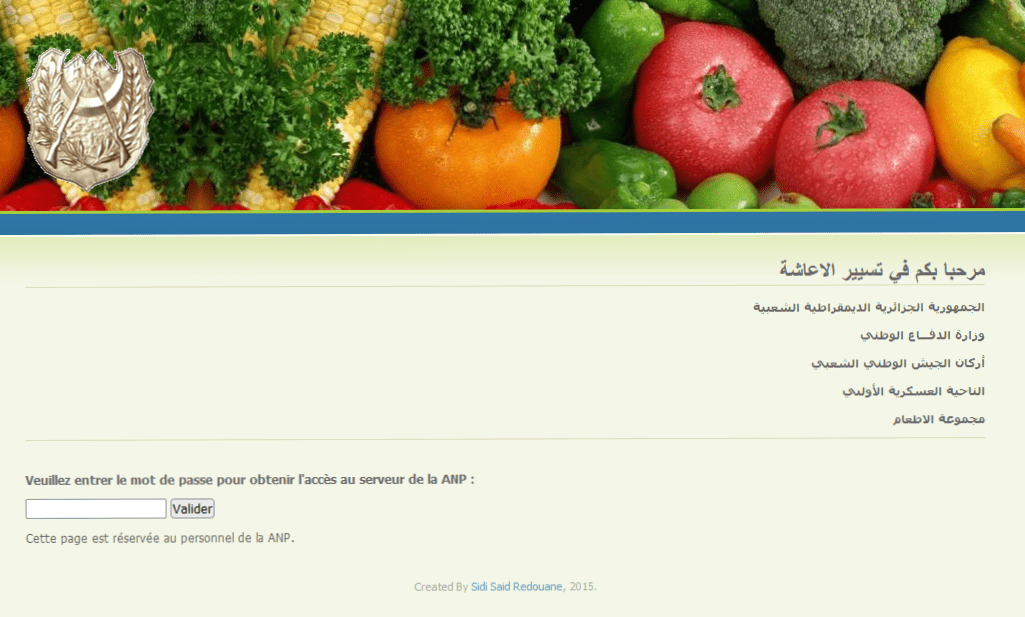 مرحبا بكم في تسيير الاعاشة
الجمهورية الجزائرية الديمقراطية الشعبية
وزارة الدفــاع الوطني
أركان الجيش الوطني الشعبي
الناحية العسكرية الأولىي
مجموعة الاطعام
Veuillez entrer le mot de passe pour obtenir l'accès au serveur de la ANP :
Valider
Cette page est réservée au personnel de la ANP.
Created By Sidi Said Redouane, 2015.